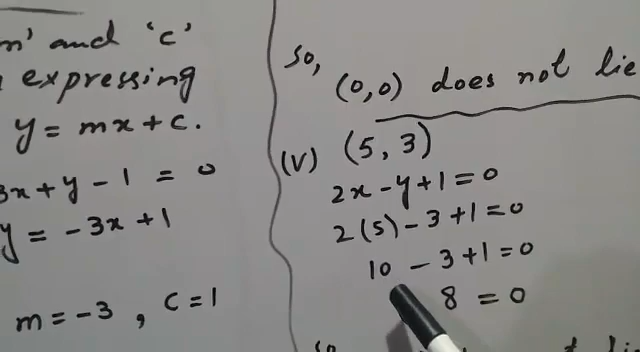 and 'c'
expressing
y = mx + c.
3x + y - 1 = 0
y = -3x + 1
m = -3 , c = 1
so,
(0,0) does not lie
(V) (5, 3)
2x - y + 1 = 0
2(5) - 3 + 1 = 0
10 - 3 + 1 = 0
8 = 0